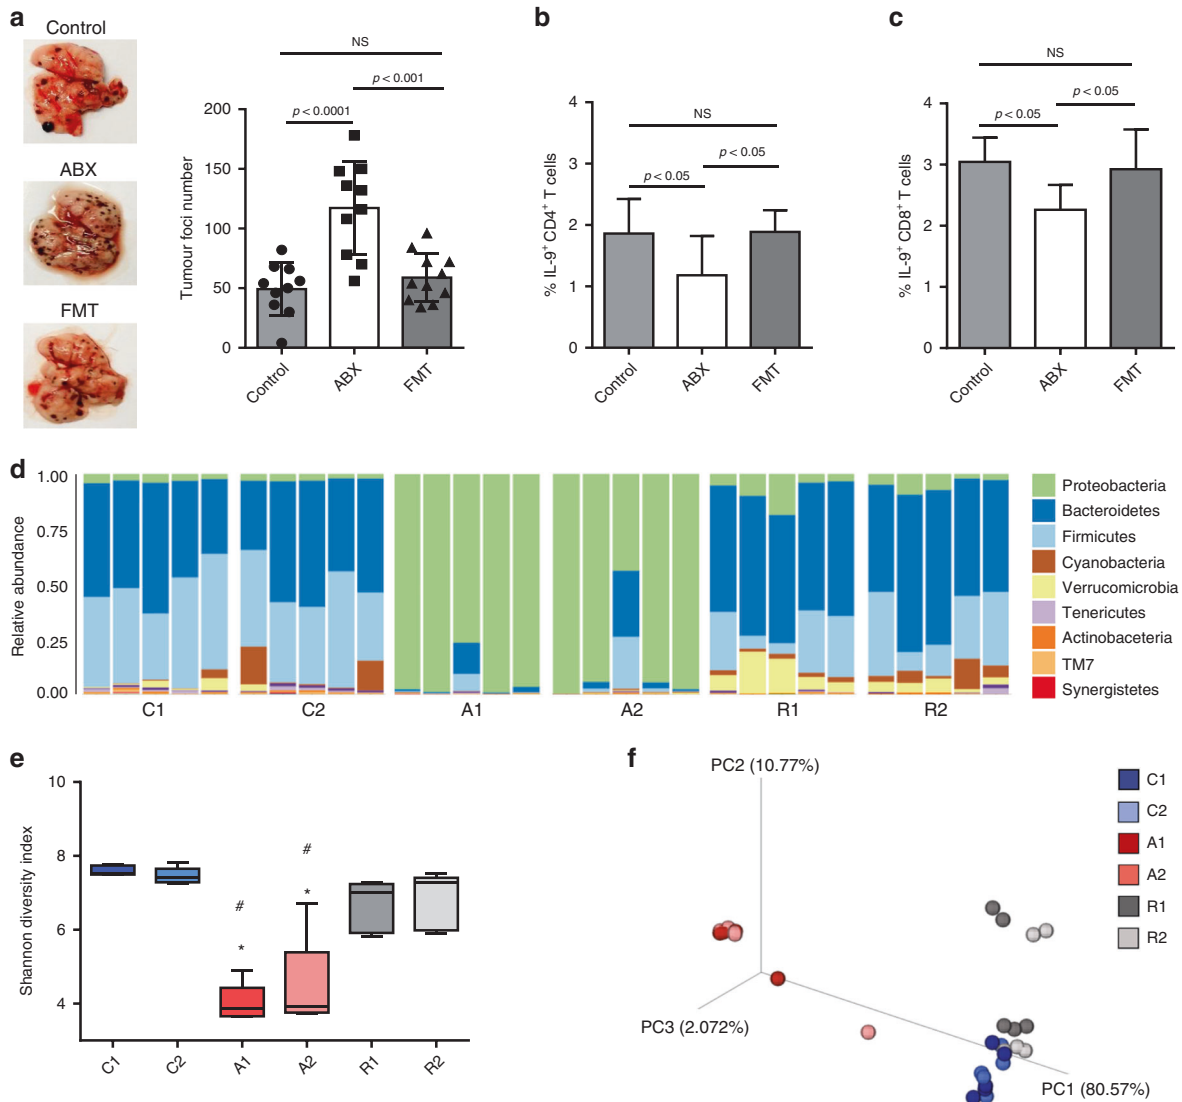 a
Control
ABX
FMT
NS
p < 0.001
p < 0.0001
Tumour foci number
200
150
100
50
0
Control
ABX
FMT
b
NS
p < 0.05
p < 0.05
% IL-9+ CD4+ T cells
4
3
2
1
0
Control
ABX
FMT
c
NS
p < 0.05
p < 0.05
% IL-9+ CD8+ T cells
4
3
2
1
0
Control
ABX
FMT
d
Relative abundance
1.00
0.75
0.50
0.25
0.00
C1
C2
A1
A2
R1
R2
Proteobacteria
Bacteroidetes
Firmicutes
Cyanobacteria
Verrucomicrobia
Tenericutes
Actinobaceteria
TM7
Synergistetes
e
Shannon diversity index
10
8
6
4
#
*
#
*
C1
C2
A1
A2
R1
R2
f
PC2 (10.77%)
PC3 (2.072%)
PC1 (80.57%)
C1
C2
A1
A2
R1
R2